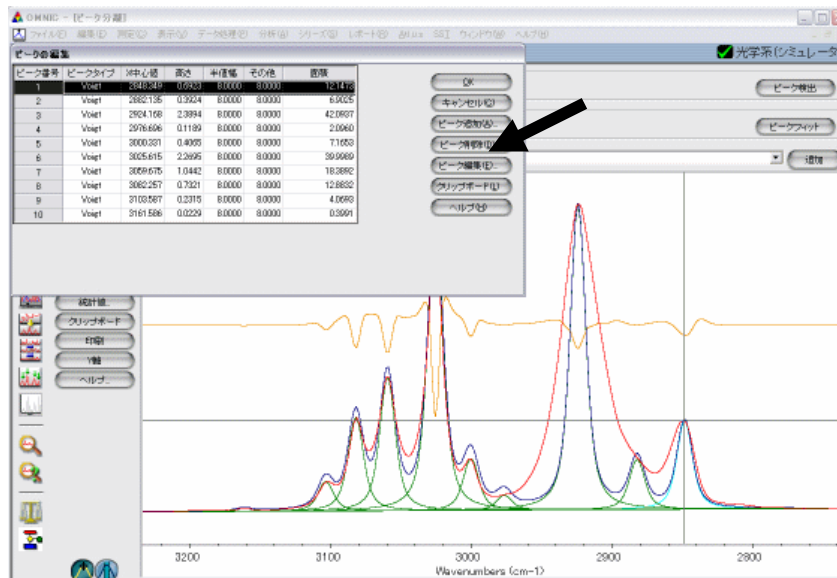 OMNIC - [ピーク分離]
ファイル(F) 編集(E) 測定(C) 表示(V) データ処理(P) 分析(A) シリーズ(S) レポート(R) Atlμs SSI ウィンドウ(W) ヘルプ(H)
ピークの編集
光学系(シミュレータ
ピーク番号 ピークタイプ X中心値 高さ 半値幅 その他 面積
1 Voigt 2848.349 0.6923 8.0000 8.0000 12.1473
2 Voigt 2882.135 0.3924 8.0000 8.0000 6.9025
3 Voigt 2924.168 2.3894 8.0000 8.0000 42.0937
4 Voigt 2976.696 0.1189 8.0000 8.0000 2.0960
5 Voigt 3000.331 0.4065 8.0000 8.0000 7.1653
6 Voigt 3025.615 2.2695 8.0000 8.0000 39.9989
7 Voigt 3059.675 1.0442 8.0000 8.0000 18.3892
8 Voigt 3082.257 0.7321 8.0000 8.0000 12.8832
9 Voigt 3103.587 0.2315 8.0000 8.0000 4.0693
10 Voigt 3161.586 0.0229 8.0000 8.0000 0.3991
OK
キャンセル(C)
ピーク追加(A)...
ピーク削除(D)
ピーク編集(E)...
クリップボード(L)
ヘルプ(H)
ピーク検出
ピークフィット
追加
統計値...
クリップボード
印刷
Y軸
ヘルプ...
3200 3100 3000 2900 2800
Wavenumbers (cm-1)